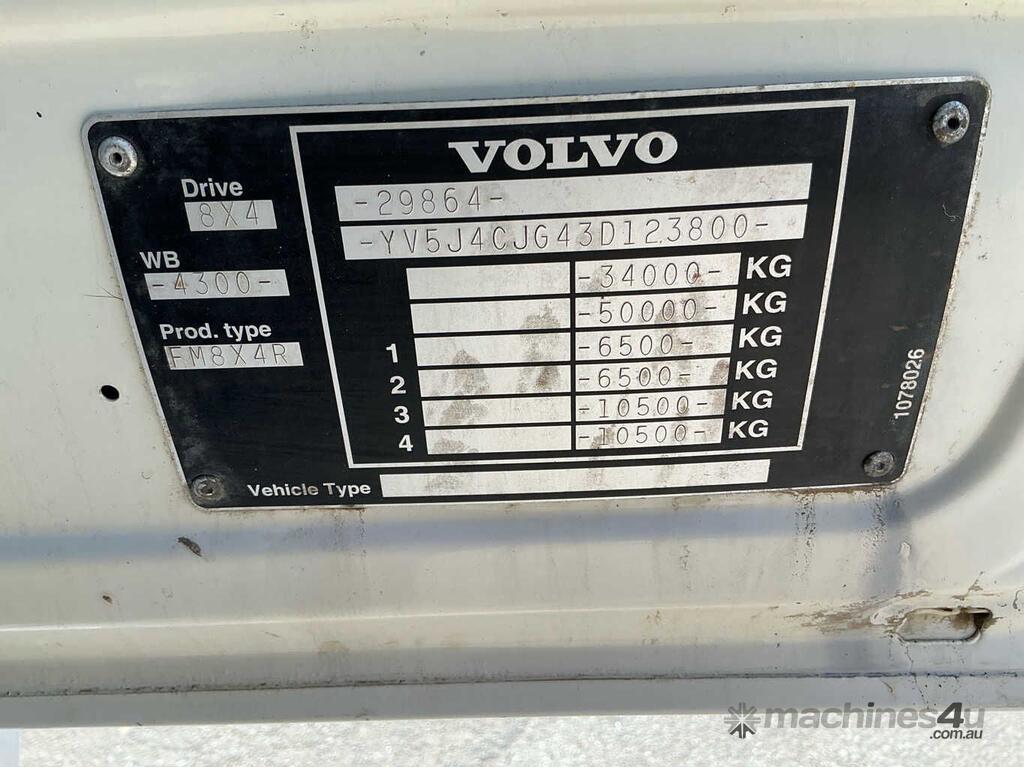 VOLVO
Drive
8X4
-29864-
-YV5J4CJG43D123800-
WB
-4300-
-34000- KG
-50000- KG
Prod. type
FM8X4R
1 -6500- KG
2 -6500- KG
3 -10500- KG
4 -10500- KG
Vehicle Type
1078026
machines4u
.com.au